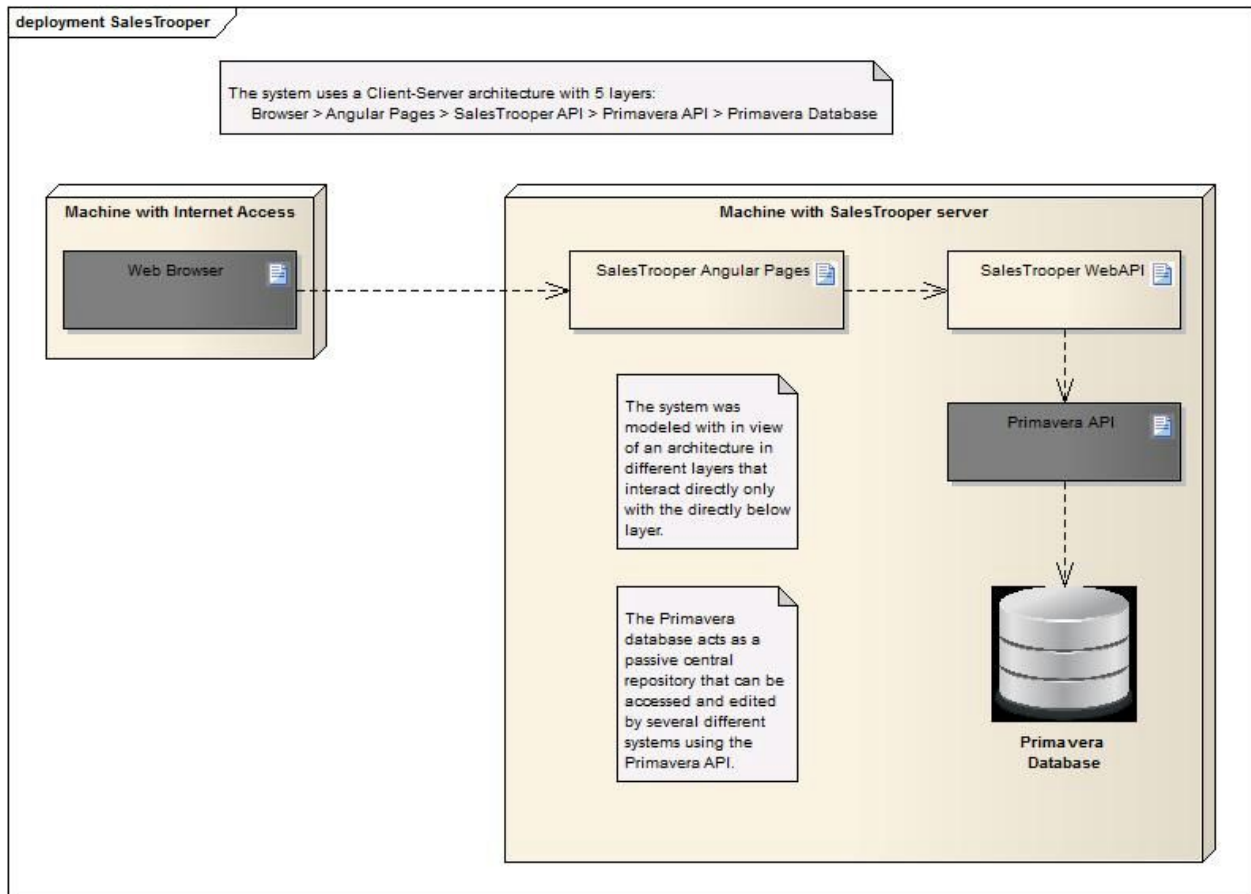 deployment SalesTrooper
The system uses a Client-Server architecture with 5 layers:
Browser > Angular Pages > SalesTrooper API > Primavera API > Primavera Database
Machine with Internet Access
Web Browser
Machine with SalesTrooper server
SalesTrooper Angular Pages
SalesTrooper WebAPI
The system was
modeled with in view
of an architecture in
different layers that
interact directly only
with the directly below
layer.
Primavera API
The Primavera
database acts as a
passive central
repository that can be
accessed and edited
by several different
systems using the
Primavera API.
Primavera
Database